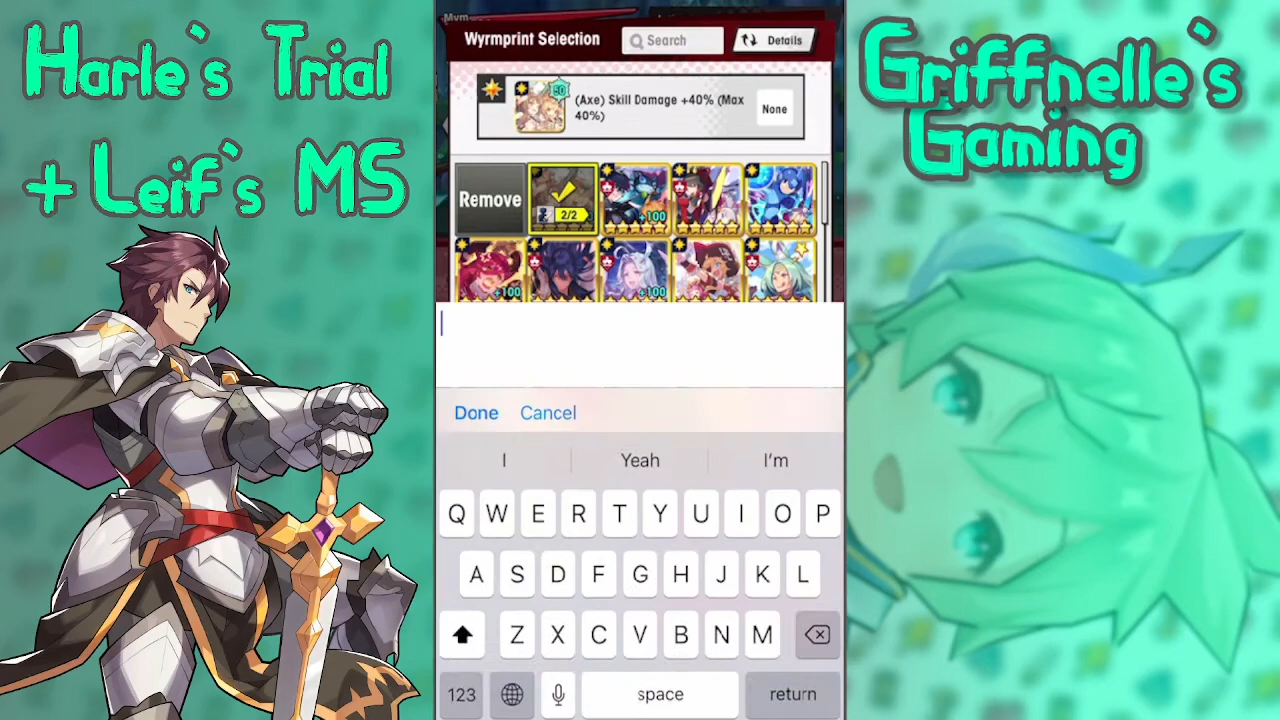 Harle's Trial
+ Leif's MS
Griffnelle's
Gaming
Wyrmprint Selection
Search
Details
50
(Axe) Skill Damage +40% (Max
40%)
None
Remove
2/2
+100
+100
+100
Done Cancel
I Yeah I'm
Q W E R T Y U I O P
A S D F G H J K L
Z X C V B N M
123 space return